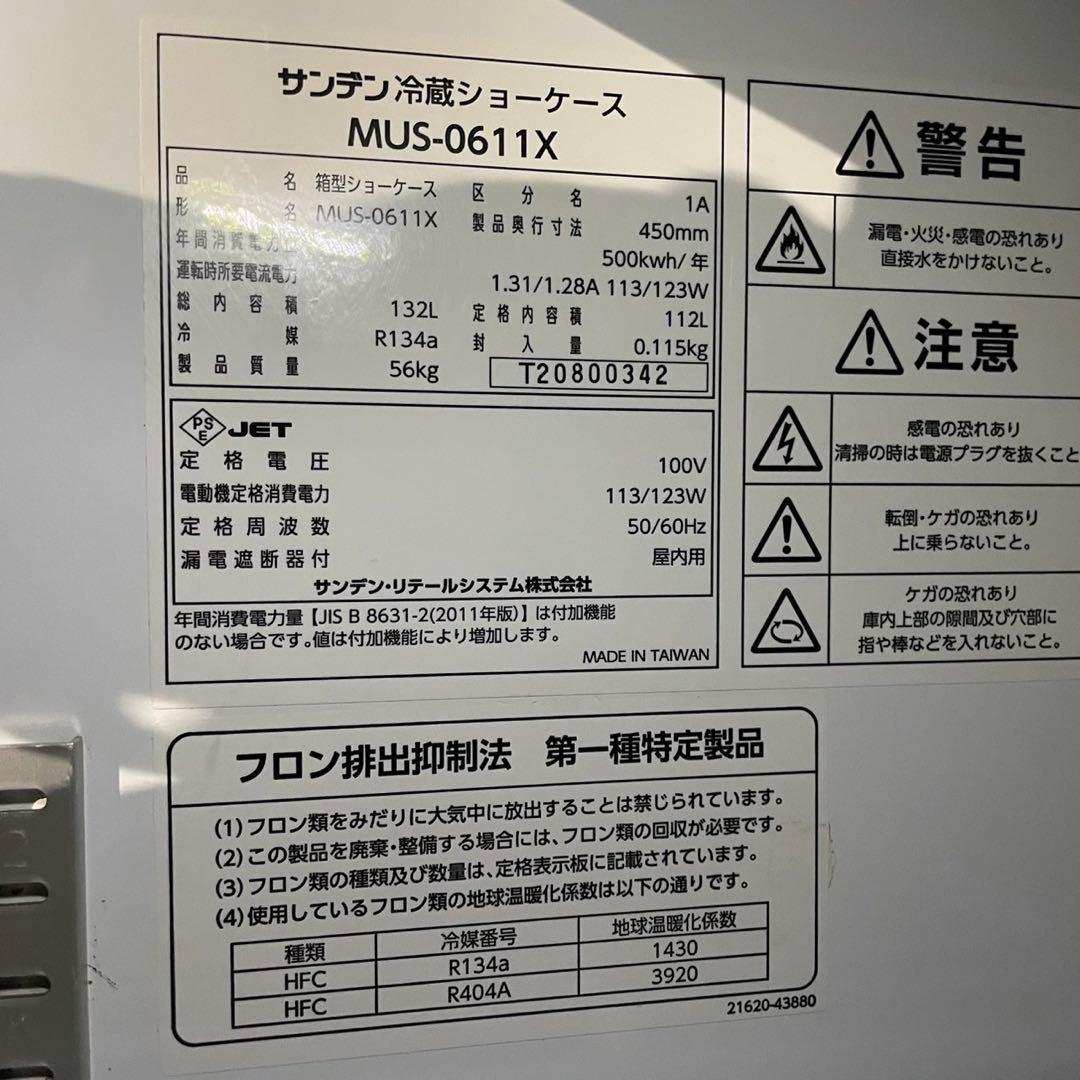 サンデン冷蔵ショーケース
MUS-0611X
品名 箱型ショーケース 区分名 1A
形名 MUS-0611X 製品奥行寸法 450mm
年間消費電力量 500kwh/年
運転時所要電流電力 1.31/1.28A 113/123W
総内容積 132L 定格内容積 112L
冷媒 R134a 封入量 0.115kg
製品質量 56kg T20800342
PSE JET
定格電圧 100V
電動機定格消費電力 113/123W
定格周波数 50/60Hz
漏電遮断器付 屋内用
サンデン・リテールシステム株式会社
年間消費電力量【JIS B 8631-2(2011年版)】は付加機能
のない場合です。値は付加機能により増加します。
MADE IN TAIWAN
警告
漏電・火災・感電の恐れあり
直接水をかけないこと。
注意
感電の恐れあり
清掃の時は電源プラグを抜くこと
転倒・ケガの恐れあり
上に乗らないこと。
ケガの恐れあり
庫内上部の隙間及び穴部に
指や棒などを入れないこと。
フロン排出抑制法 第一種特定製品
(1)フロン類をみだりに大気中に放出することは禁じられています。
(2)この製品を廃棄・整備する場合には、フロン類の回収が必要です。
(3)フロン類の種類及び数量は、定格表示板に記載されています。
(4)使用しているフロン類の地球温暖化係数は以下の通りです。
種類 冷媒番号 地球温暖化係数
HFC R134a 1430
HFC R404A 3920
21620-43880